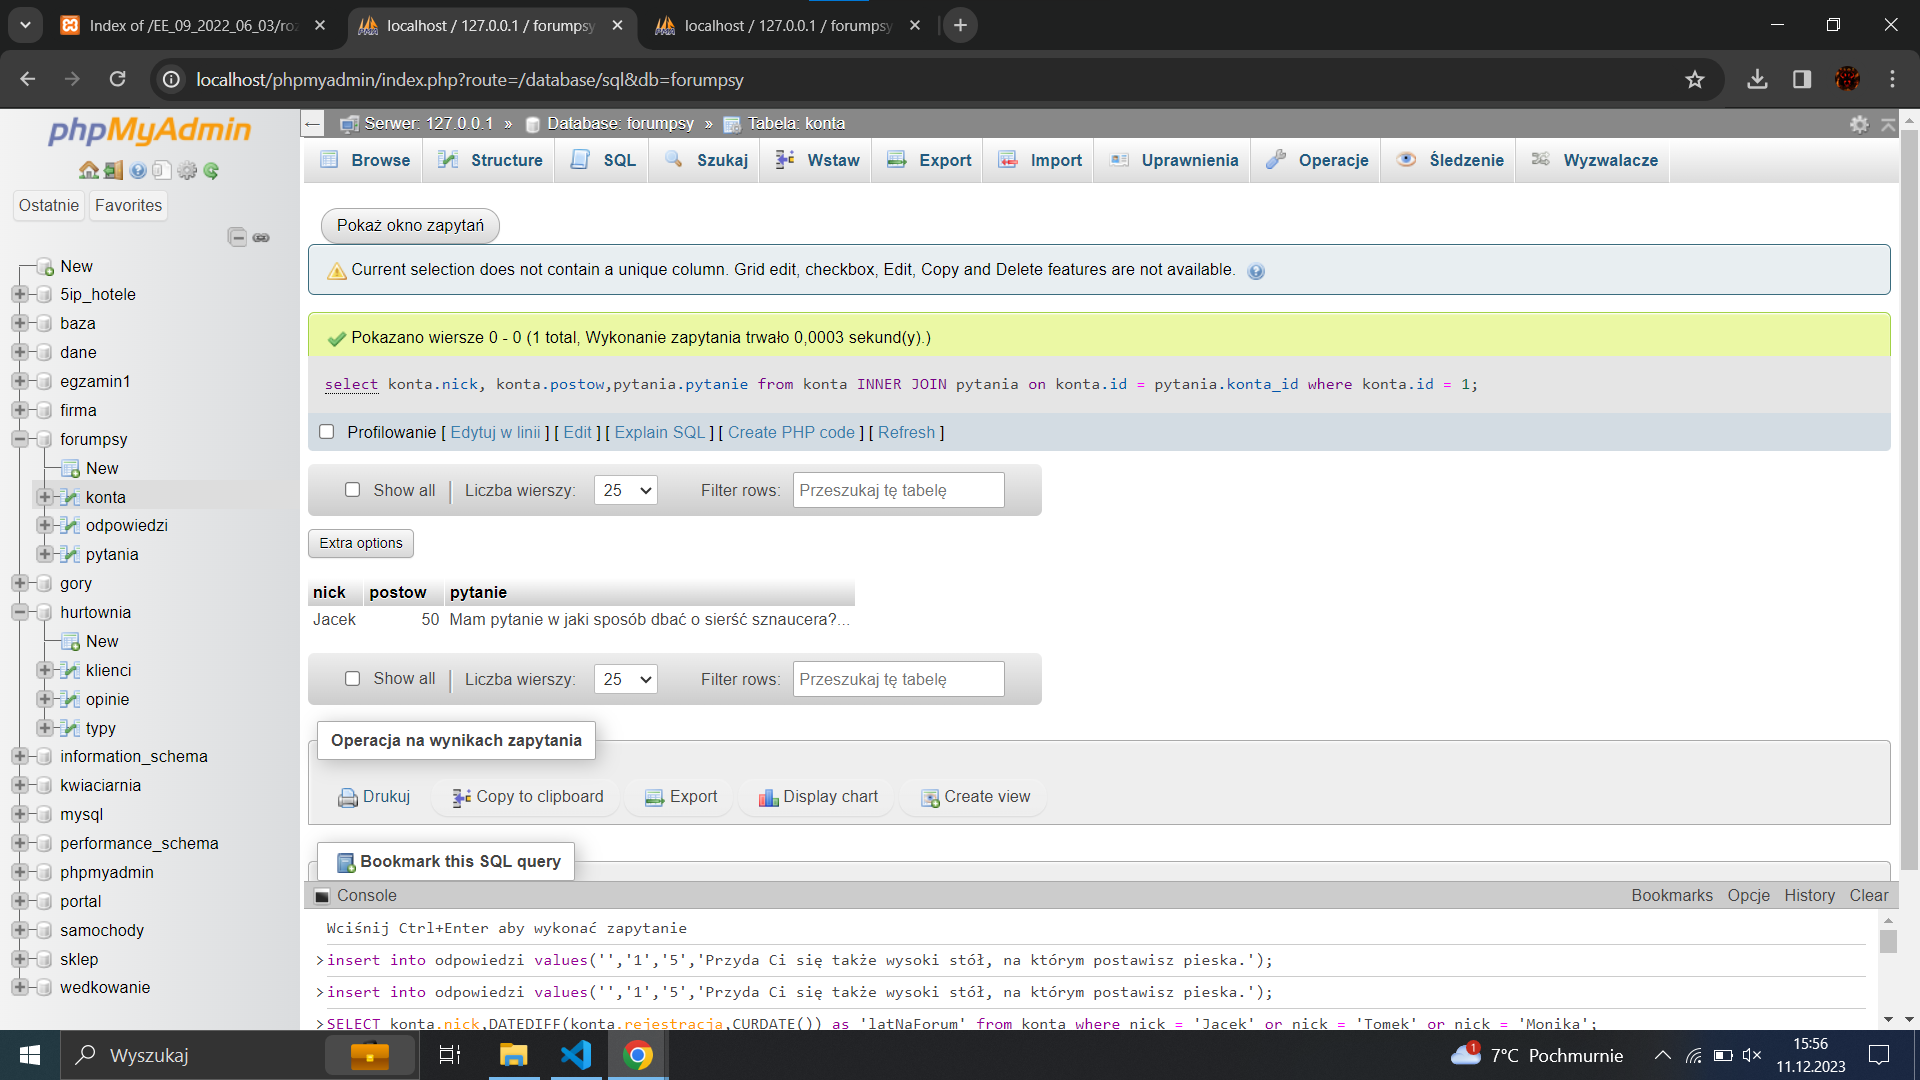 Index of /EE_09_2022_06_03/roz
localhost / 127.0.0.1 / forumpsy
localhost / 127.0.0.1 / forumpsy
localhost/phpmyadmin/index.php?route=/database/sql&db=forumpsy
phpMyAdmin
Ostatnie
Favorites
New
5ip_hotele
baza
dane
egzamin1
firma
forumpsy
New
konta
odpowiedzi
pytania
gory
hurtownia
New
klienci
opinie
typy
information_schema
kwiaciarnia
mysql
performance_schema
phpmyadmin
portal
samochody
sklep
wedkowanie
Serwer: 127.0.0.1 » Database: forumpsy » Tabela: konta
Browse Structure SQL Szukaj Wstaw Export Import Uprawnienia Operacje Śledzenie Wyzwalacze
Pokaż okno zapytań
Current selection does not contain a unique column. Grid edit, checkbox, Edit, Copy and Delete features are not available.
Pokazano wiersze 0 - 0 (1 total, Wykonanie zapytania trwało 0,0003 sekund(y).)
select konta.nick, konta.postow,pytania.pytanie from konta INNER JOIN pytania on konta.id = pytania.konta_id where konta.id = 1;
Profilowanie [ Edytuj w linii ] [ Edit ] [ Explain SQL ] [ Create PHP code ] [ Refresh ]
Show all Liczba wierszy: 25 Filter rows: Przeszukaj tę tabelę
Extra options
nick postow pytanie
Jacek 50 Mam pytanie w jaki sposób dbać o sierść sznaucera?...
Show all Liczba wierszy: 25 Filter rows: Przeszukaj tę tabelę
Operacja na wynikach zapytania
Drukuj Copy to clipboard Export Display chart Create view
Bookmark this SQL query
Console Bookmarks Opcje History Clear
Wciśnij Ctrl+Enter aby wykonać zapytanie
>insert into odpowiedzi values('','1','5','Przyda Ci się także wysoki stół, na którym postawisz pieska.');
>insert into odpowiedzi values('','1','5','Przyda Ci się także wysoki stół, na którym postawisz pieska.');
>SELECT konta.nick,DATEDIFF(konta.rejestracja,CURDATE()) as 'latNaForum' from konta where nick = 'Jacek' or nick = 'Tomek' or nick = 'Monika';
Wyszukaj
1
7°C Pochmurnie
15:56
11.12.2023